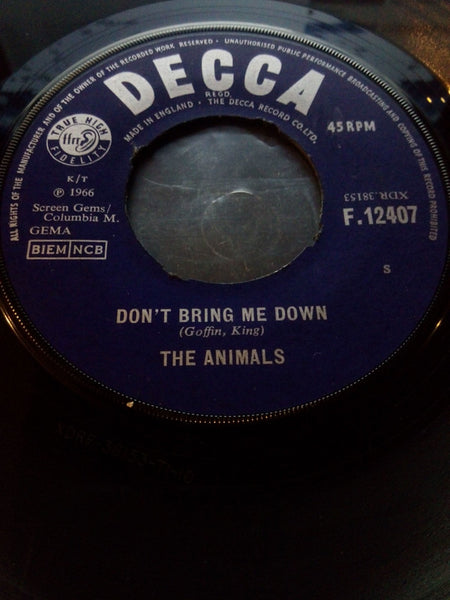 ALL RIGHTS OF THE MANUFACTURER AND OF THE OWNER OF THE RECORDED WORK RESERVED · UNAUTHORISED PUBLIC PERFORMANCE BROADCASTING AND COPYING OF THIS RECORD PROHIBITED
DECCA
REGD.
MADE IN ENGLAND · THE DECCA RECORD CO. LTD.
TRUE HIGH
ffrr
FIDELITY
45 RPM
K/T
℗ 1966
Screen Gems/
Columbia M.
GEMA
BIEM NCB
XDR.38153
F.12407
S
DON'T BRING ME DOWN
(Goffin, King)
THE ANIMALS